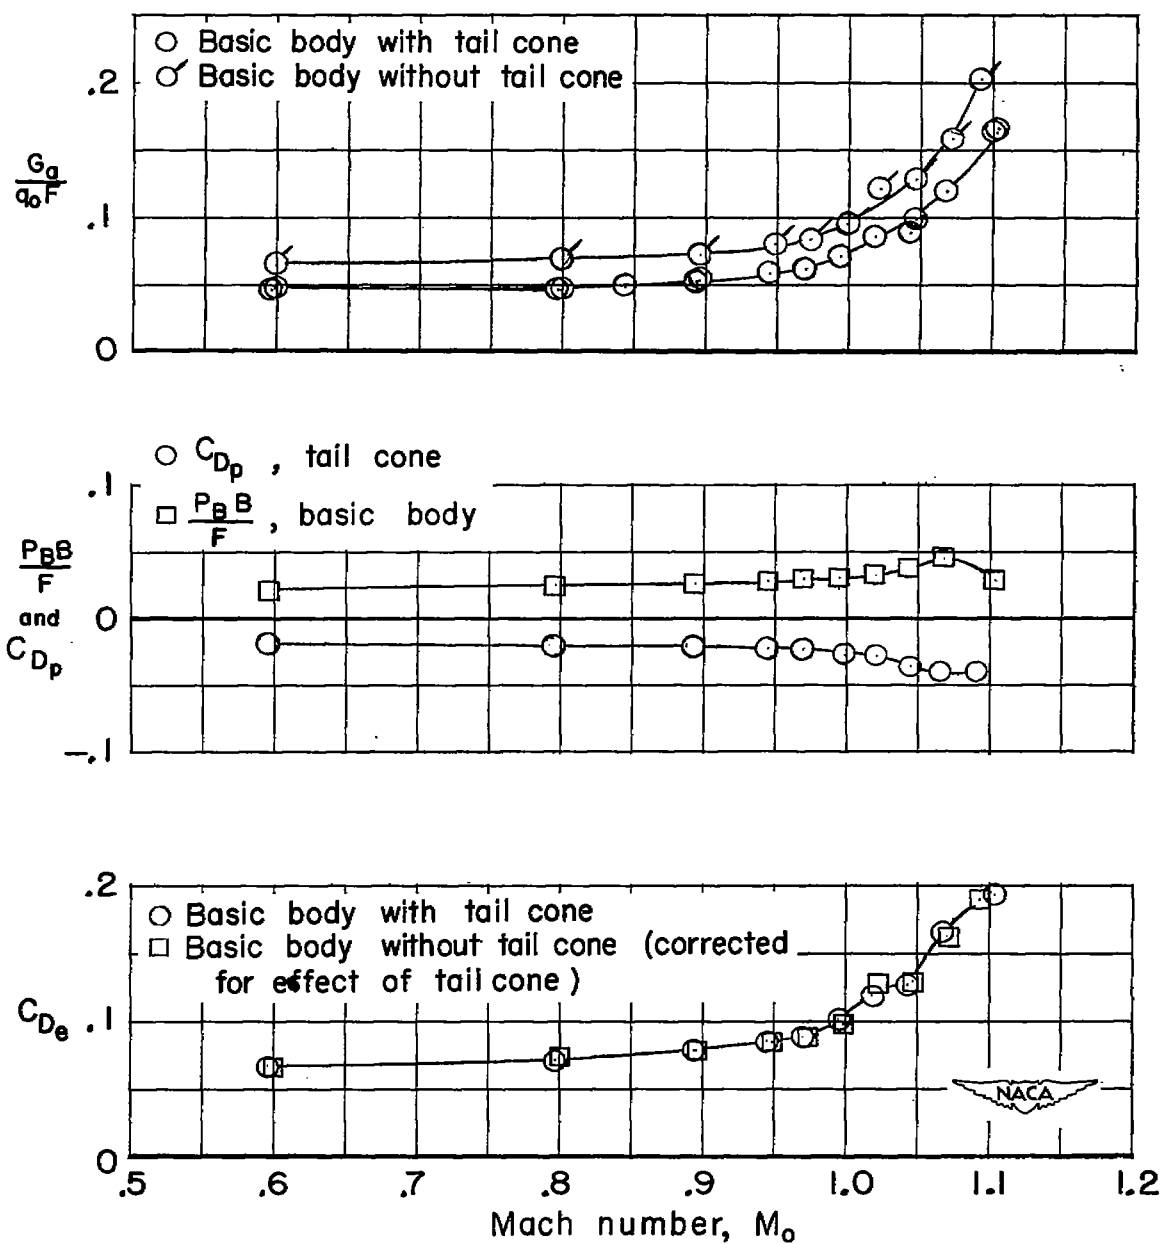 Basic body with tail cone
Basic body without tail cone
.2
Ga
qoF
.1
0
CDp , tail cone
.1
PB B
F , basic body
PBB
F
and
CDp
0
-.1
.2
Basic body with tail cone
Basic body without tail cone (corrected
for effect of tail cone)
CDe
.1
NACA
0
.5 .6 .7 .8 .9 1.0 1.1 1.2
Mach number, Mo